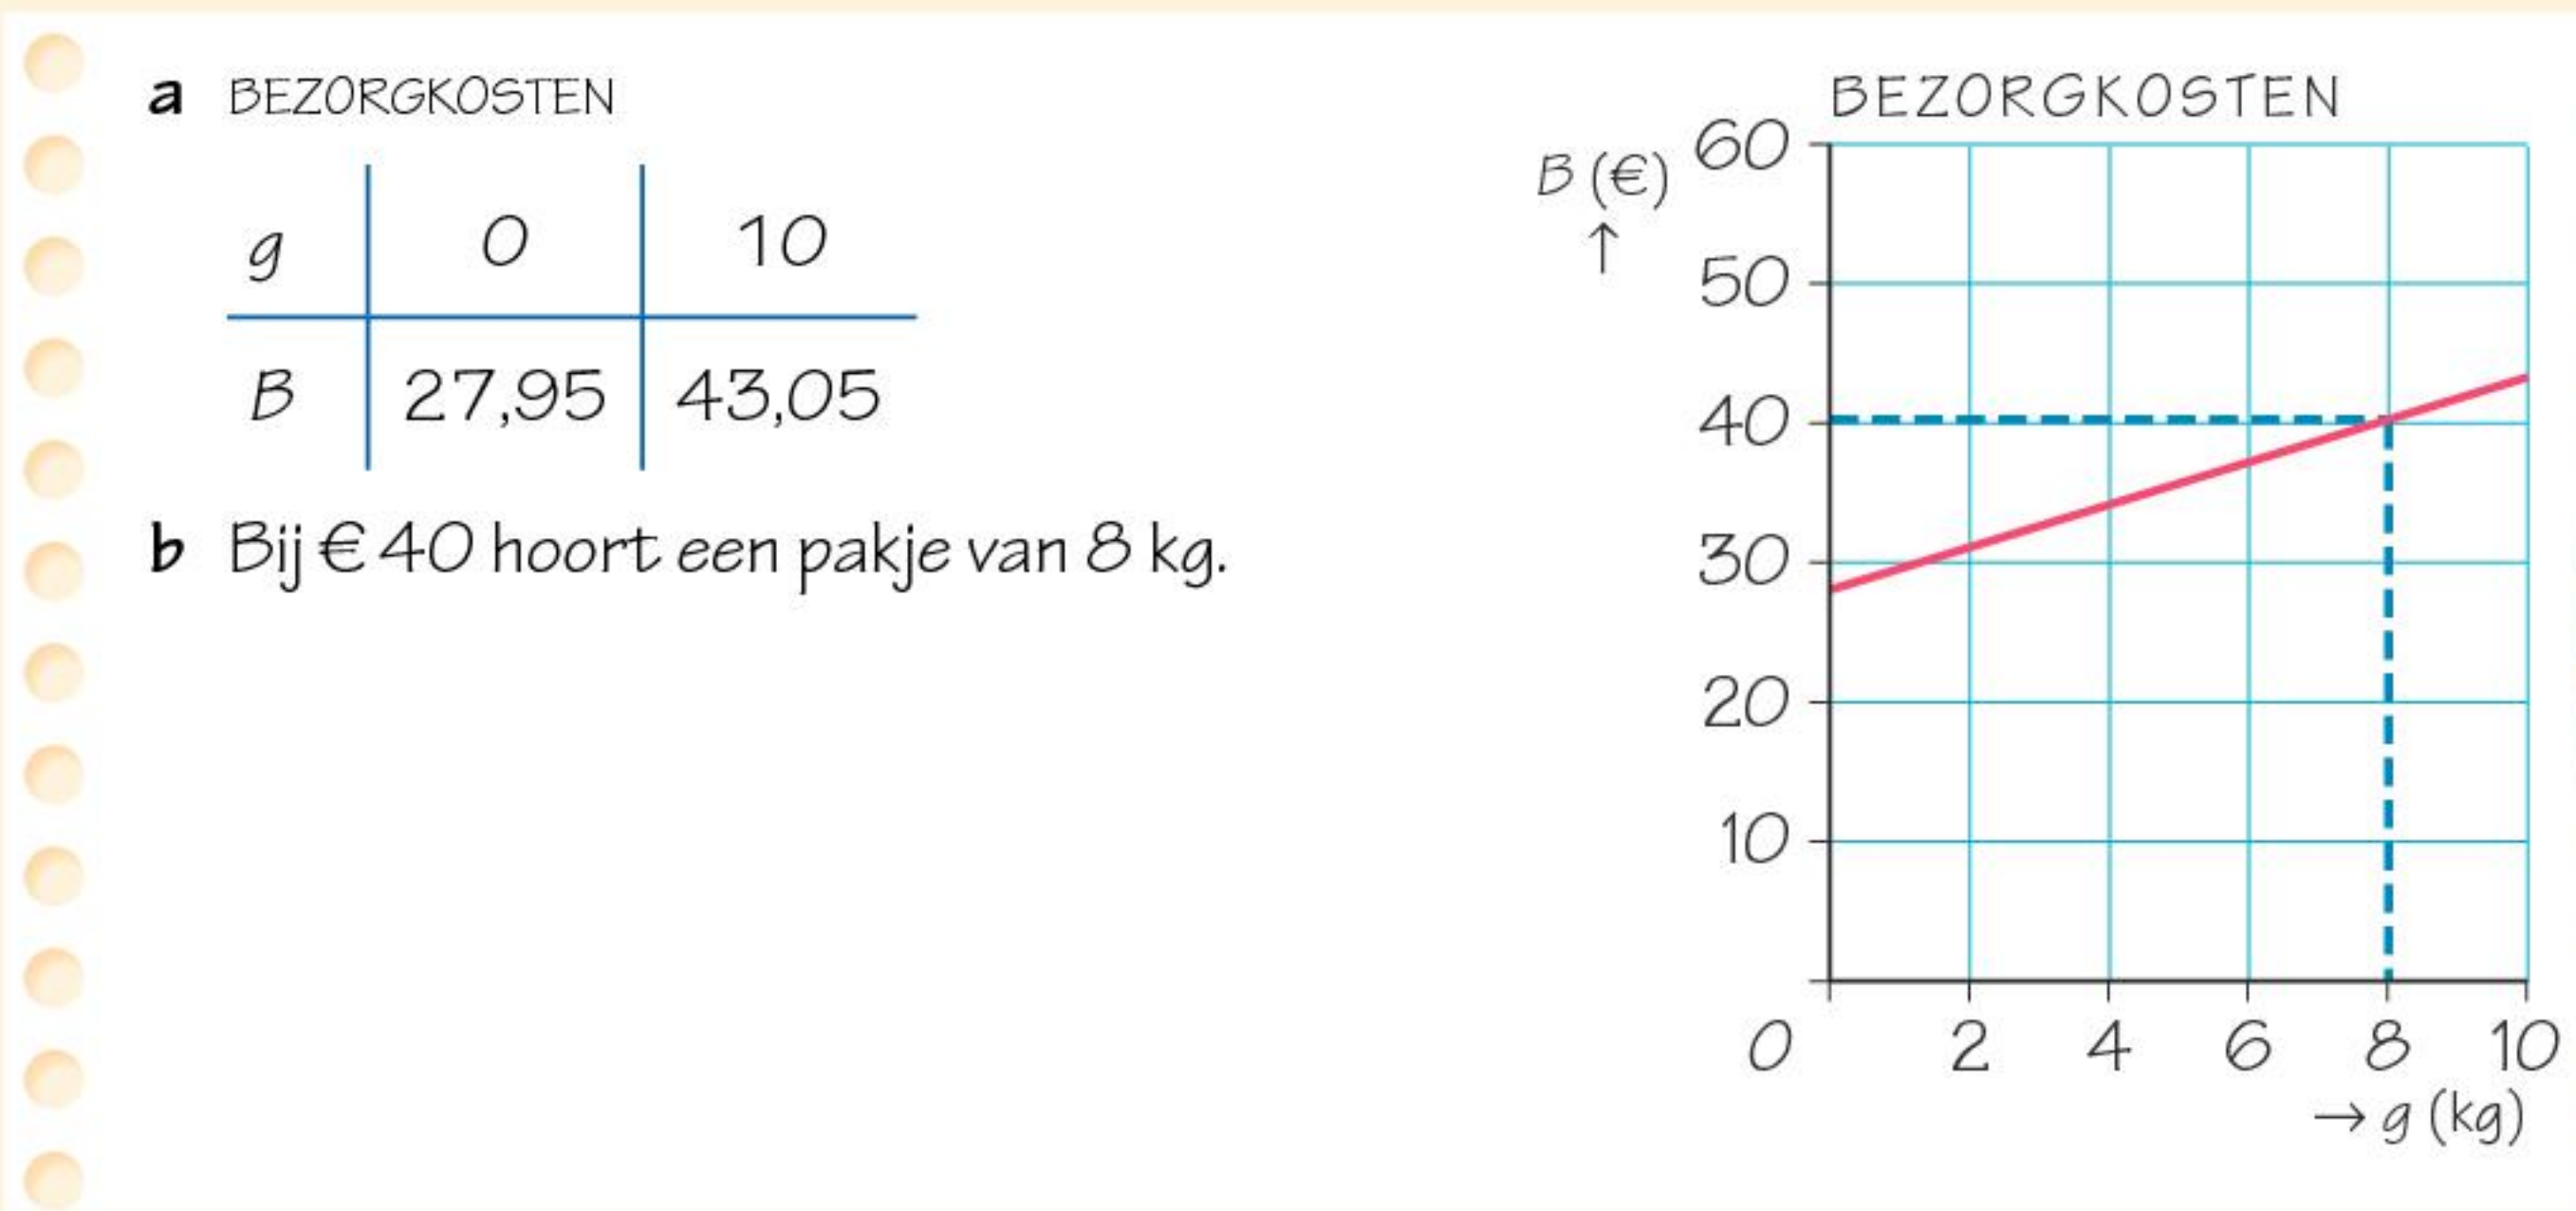 a BEZORGKOSTEN
g 0 10
B 27,95 43,05
b Bij € 40 hoort een pakje van 8 kg.
BEZORGKOSTEN
B (€)
↑
60
50
40
30
20
10
0 2 4 6 8 10
→ g (kg)